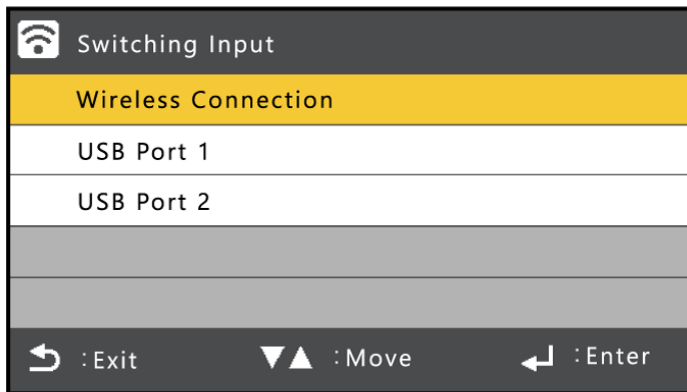 Switching Input
Wireless Connection
USB Port 1
USB Port 2
:Exit :Move :Enter